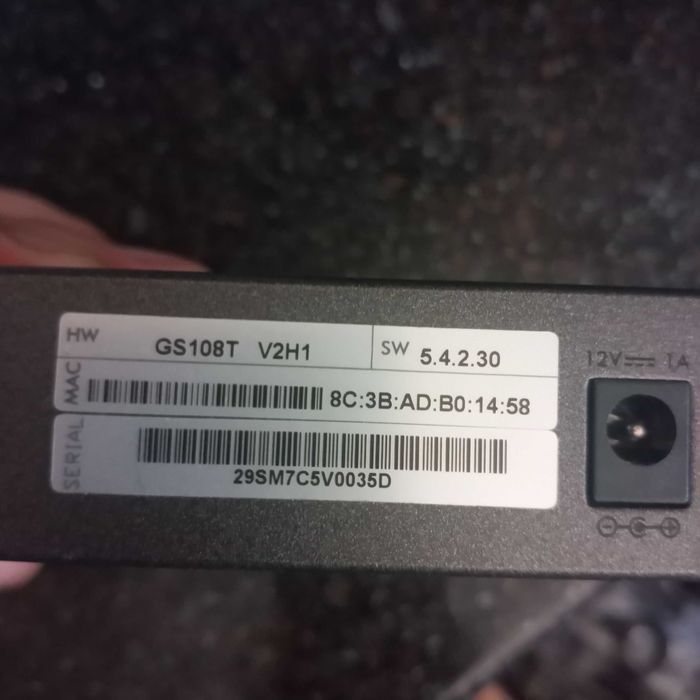 HW GS108T V2H1 SW 5.4.2.30
MAC 8C:3B:AD:B0:14:58
SERIAL 29SM7C5V0035D
12V 1A